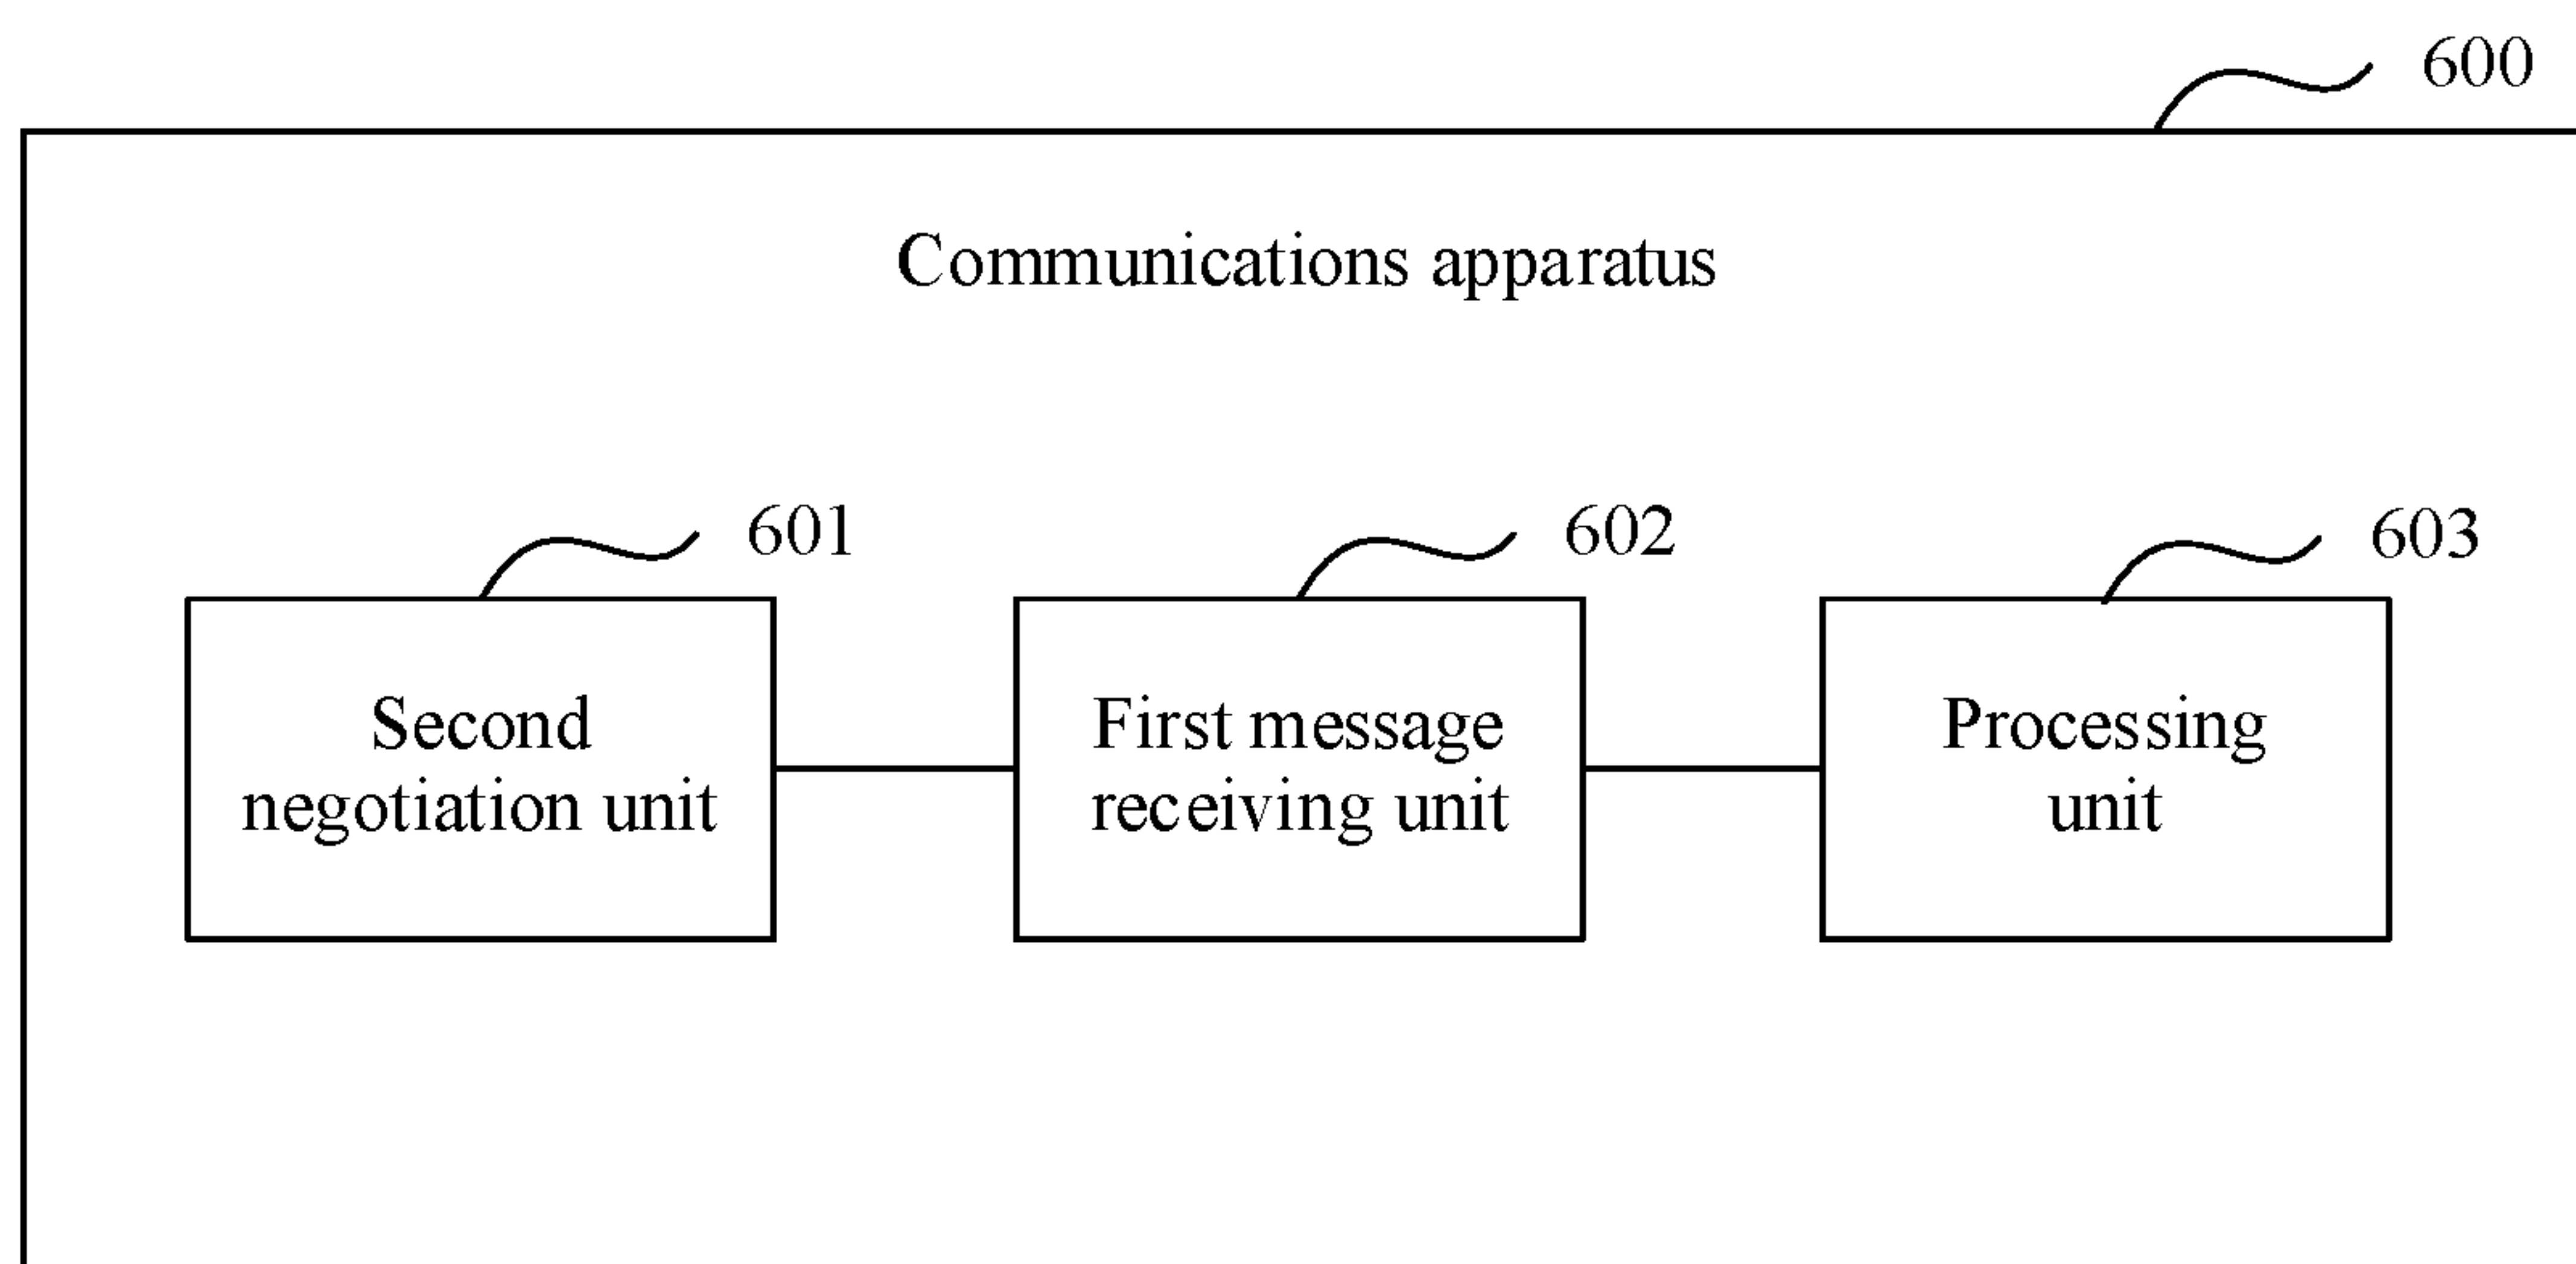 600
Communications apparatus
601
602
603
Second
negotiation unit
First message
receiving unit
Processing
unit